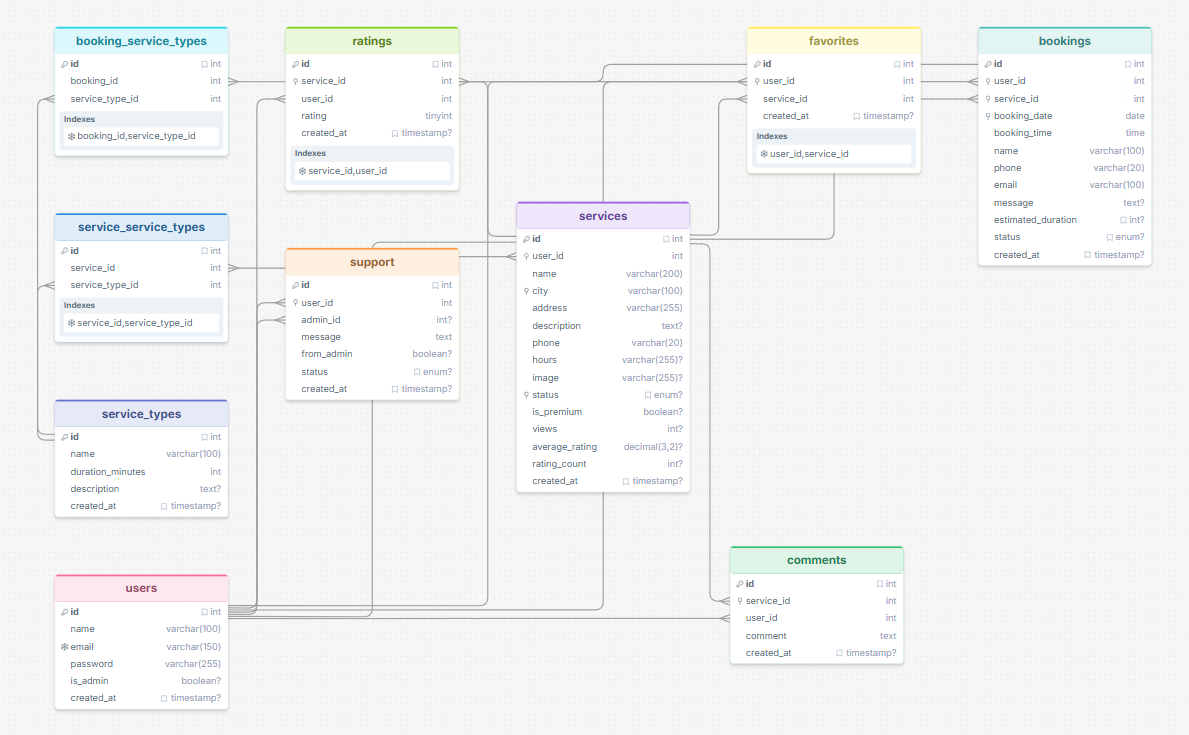 booking_service_types
id int
booking_id int
service_type_id int
Indexes
booking_id,service_type_id
ratings
id int
service_id int
user_id int
rating tinyint
created_at timestamp?
Indexes
service_id,user_id
favorites
id int
user_id int
service_id int
created_at timestamp?
Indexes
user_id,service_id
bookings
id int
user_id int
service_id int
booking_date date
booking_time time
name varchar(100)
phone varchar(20)
email varchar(100)
message text?
estimated_duration int?
status enum?
created_at timestamp?
service_service_types
id int
service_id int
service_type_id int
Indexes
service_id,service_type_id
support
id int
user_id int
admin_id int?
message text
from_admin boolean?
status enum?
created_at timestamp?
services
id int
user_id int
name varchar(200)
city varchar(100)
address varchar(255)
description text?
phone varchar(20)
hours varchar(255)?
image varchar(255)?
status enum?
is_premium boolean?
views int?
average_rating decimal(3,2)?
rating_count int?
created_at timestamp?
service_types
id int
name varchar(100)
duration_minutes int
description text?
created_at timestamp?
users
id int
name varchar(100)
email varchar(150)
password varchar(255)
is_admin boolean?
created_at timestamp?
comments
id int
service_id int
user_id int
comment text
created_at timestamp?